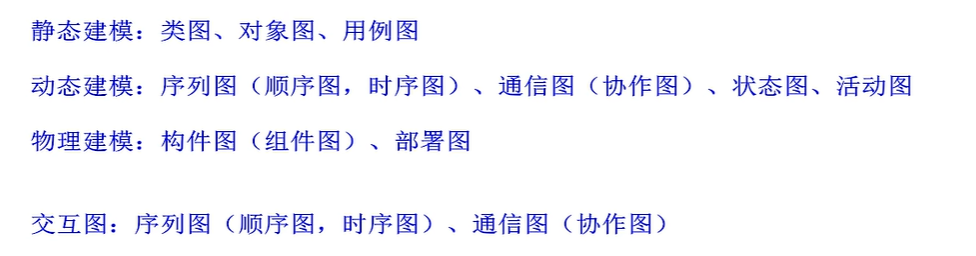 静态建模：类图、对象图、用例图
动态建模：序列图（顺序图，时序图）、通信图（协作图）、状态图、活动图
物理建模：构件图（组件图）、部署图
交互图：序列图（顺序图，时序图）、通信图（协作图）